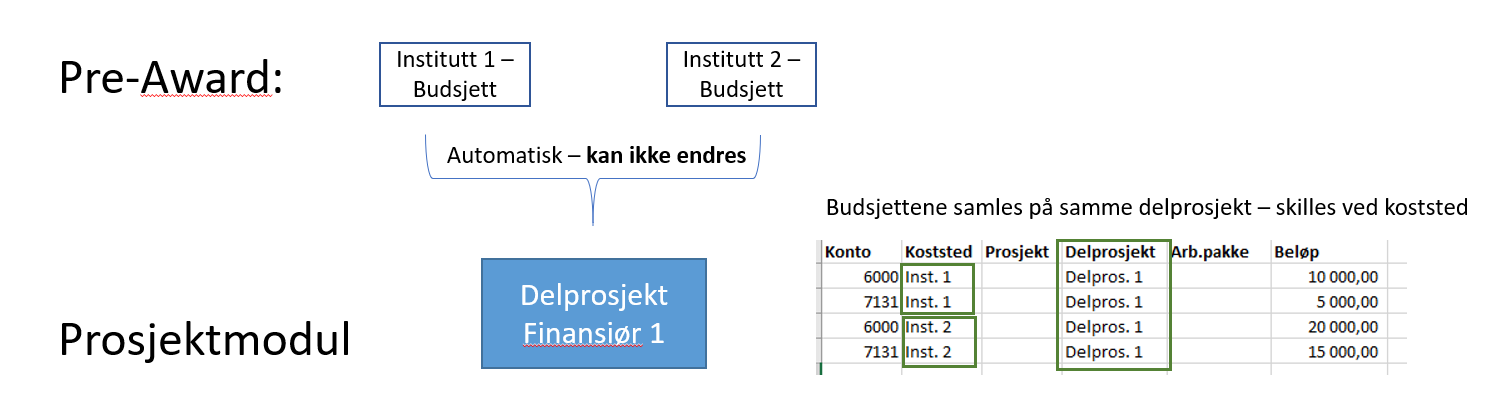 Pre-Award:
Institutt 1 –
Budsjett
Institutt 2 –
Budsjett
Automatisk – kan ikke endres
Budsjettene samles på samme delprosjekt – skilles ved koststed
Prosjektmodul
Delprosjekt
Finansiør 1
Konto Koststed Prosjekt Delprosjekt Arb.pakke Beløp
6000 Inst. 1 Delpros. 1 10 000,00
7131 Inst. 1 Delpros. 1 5 000,00
6000 Inst. 2 Delpros. 1 20 000,00
7131 Inst. 2 Delpros. 1 15 000,00